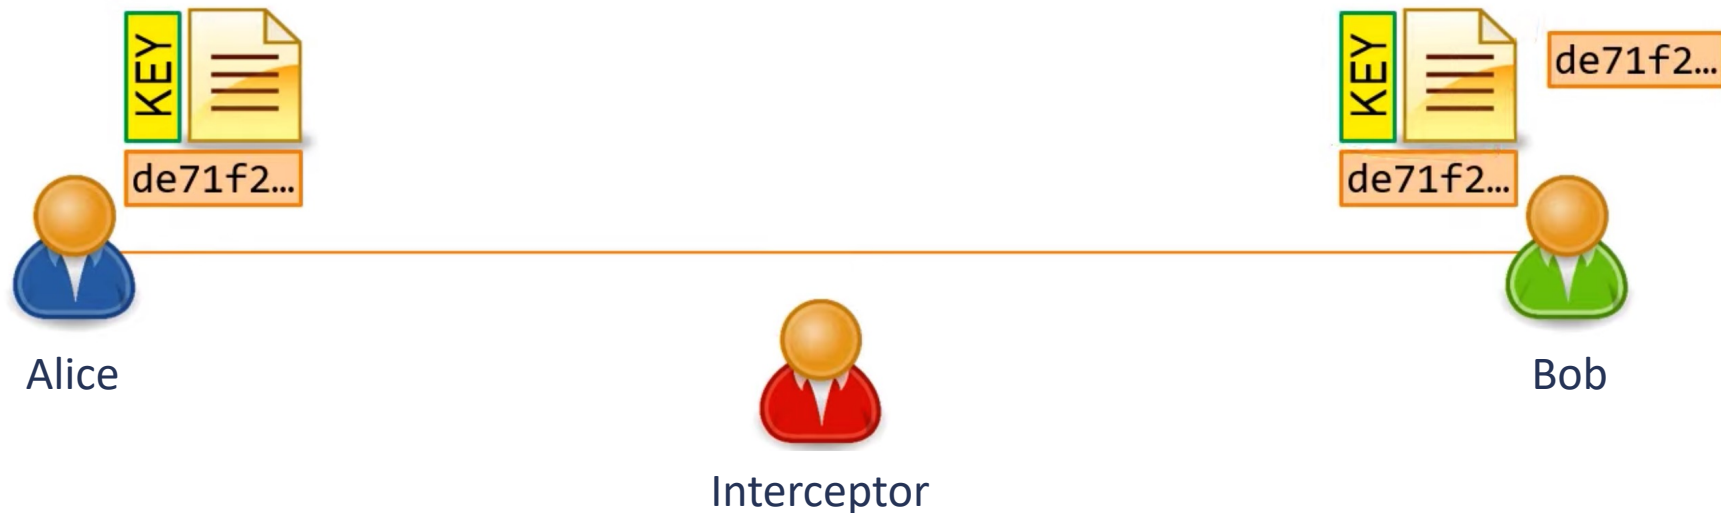 KEY
de71f2…
KEY
de71f2…
de71f2…
Alice
Bob
Interceptor